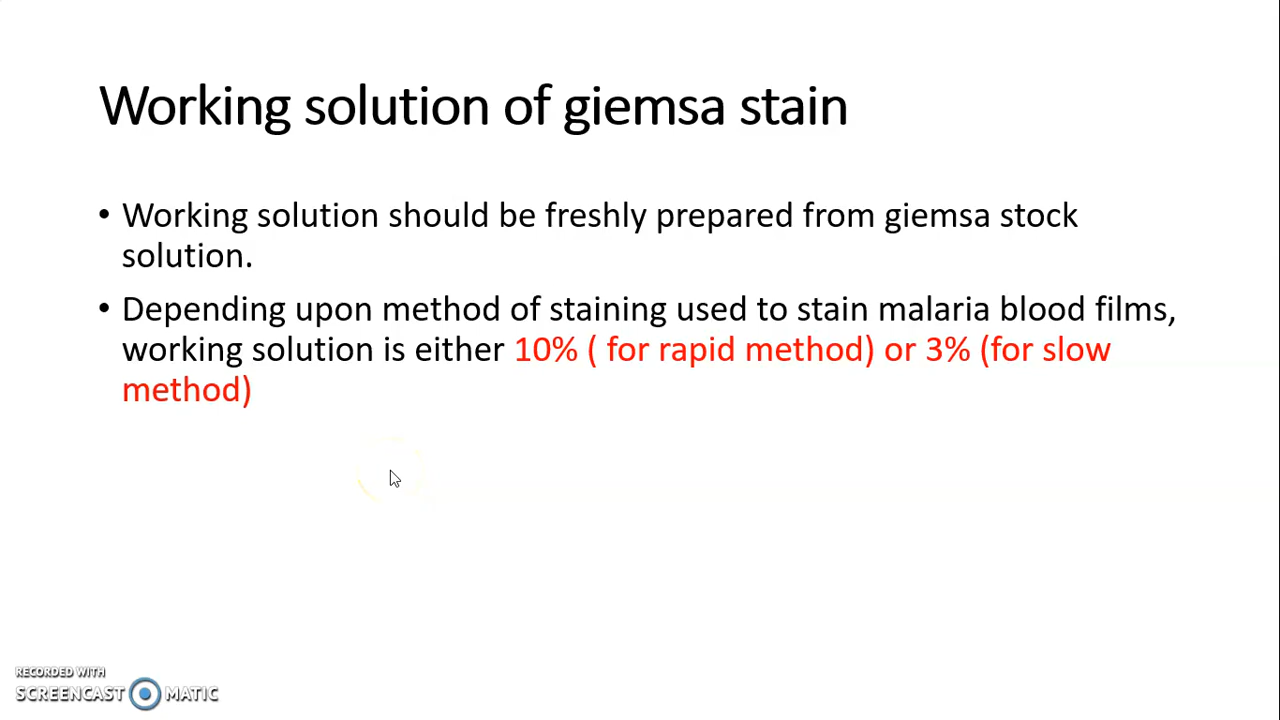 Working solution of giemsa stain
• Working solution should be freshly prepared from giemsa stock
solution.
• Depending upon method of staining used to stain malaria blood films,
working solution is either 10% ( for rapid method) or 3% (for slow
method)
RECORDED WITH
SCREENCAST MATIC